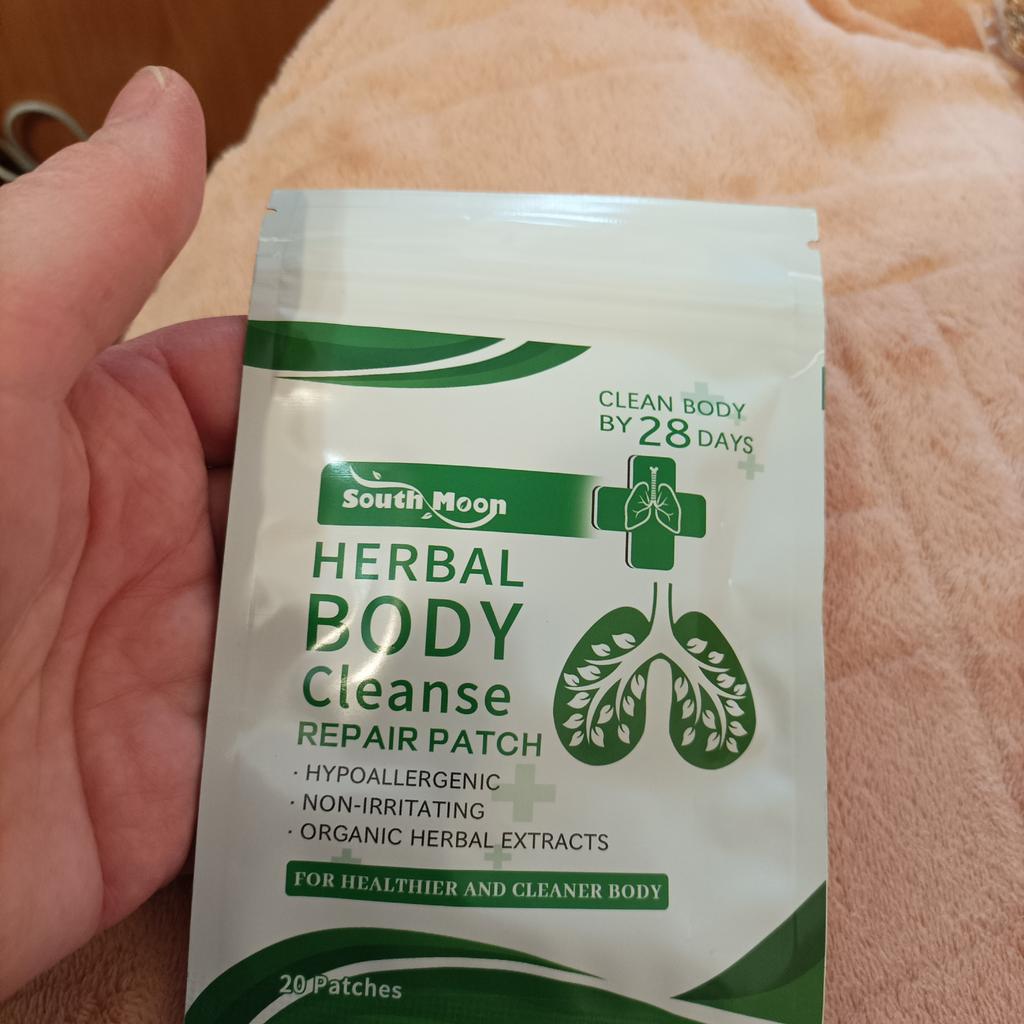 CLEAN BODY
BY 28 DAYS
South Moon
HERBAL
BODY
Cleanse
REPAIR PATCH
· HYPOALLERGENIC
· NON-IRRITATING
· ORGANIC HERBAL EXTRACTS
FOR HEALTHIER AND CLEANER BODY
20 Patches